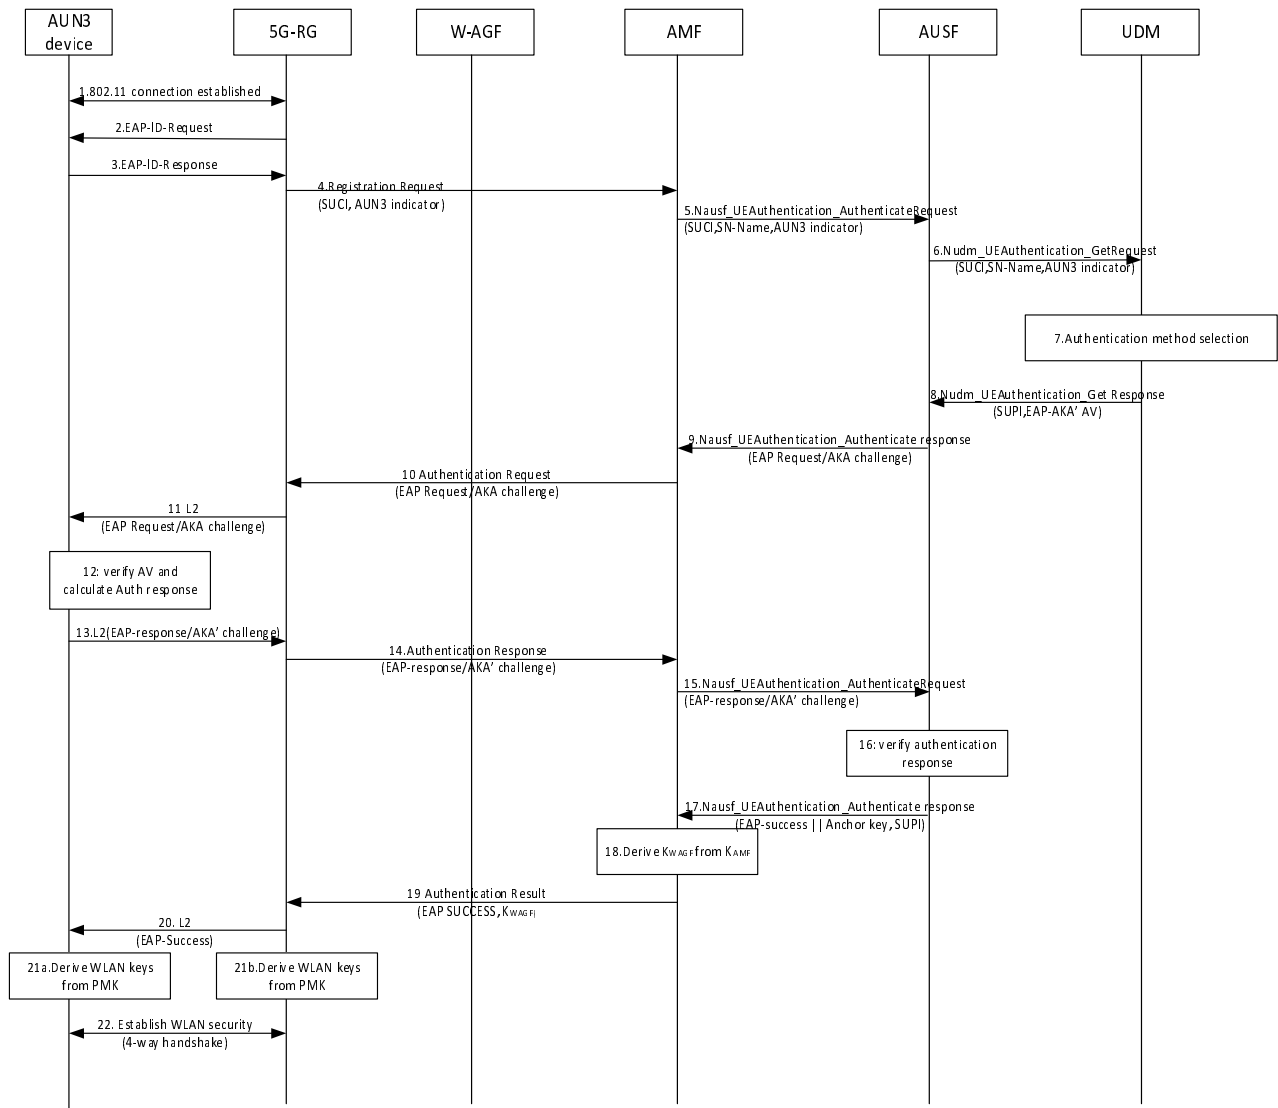 AUN3
device
5G-RG
W-AGF
AMF
AUSF
UDM
1.802.11 connection established
2.EAP-ID-Request
3.EAP-ID-Response
4.Registration Request
(SUCI, AUN3 indicator)
5.Nausf_UEAuthentication_AuthenticateRequest
(SUCI,SN-Name,AUN3 indicator)
6.Nudm_UEAuthentication_GetRequest
(SUCI,SN-Name,AUN3 indicator)
7.Authentication method selection
8.Nudm_UEAuthentication_Get Response
(SUPI,EAP-AKA’ AV)
9.Nausf_UEAuthentication_Authenticate response
(EAP Request/AKA challenge)
10 Authentication Request
(EAP Request/AKA challenge)
11 L2
(EAP Request/AKA challenge)
12: verify AV and
calculate Auth response
13.L2(EAP-response/AKA’ challenge)
14.Authentication Response
(EAP-response/AKA’ challenge)
15.Nausf_UEAuthentication_AuthenticateRequest
(EAP-response/AKA’ challenge)
16: verify authentication
response
17.Nausf_UEAuthentication_Authenticate response
(EAP-success || Anchor key, SUPI)
18.Derive KWAGF from KAMF
19 Authentication Result
(EAP SUCCESS, KWAGF)
20. L2
(EAP-Success)
21a.Derive WLAN keys
from PMK
21b.Derive WLAN keys
from PMK
22. Establish WLAN security
(4-way handshake)